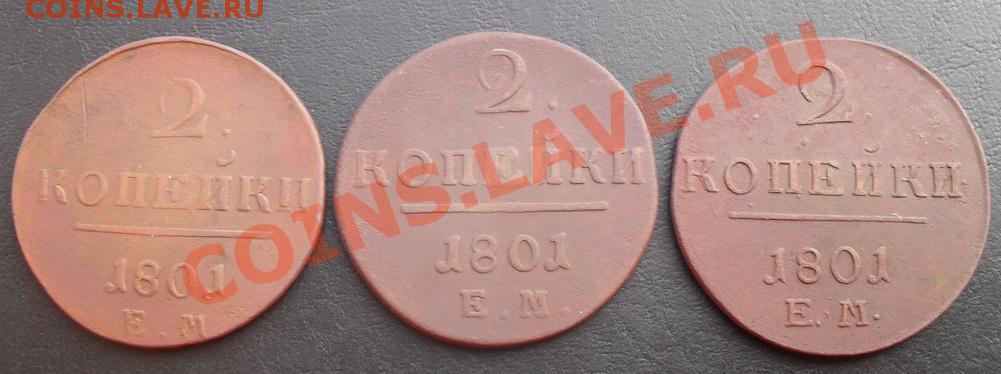 COINS.LAVE.RU
2.
КОПЕЙКИ
1801
Е.М
2.
КОПЕЙКИ
1801
Е.М.
2.
КОПЕЙКИ
1801
Е.М.
COINS.LAVE.RU